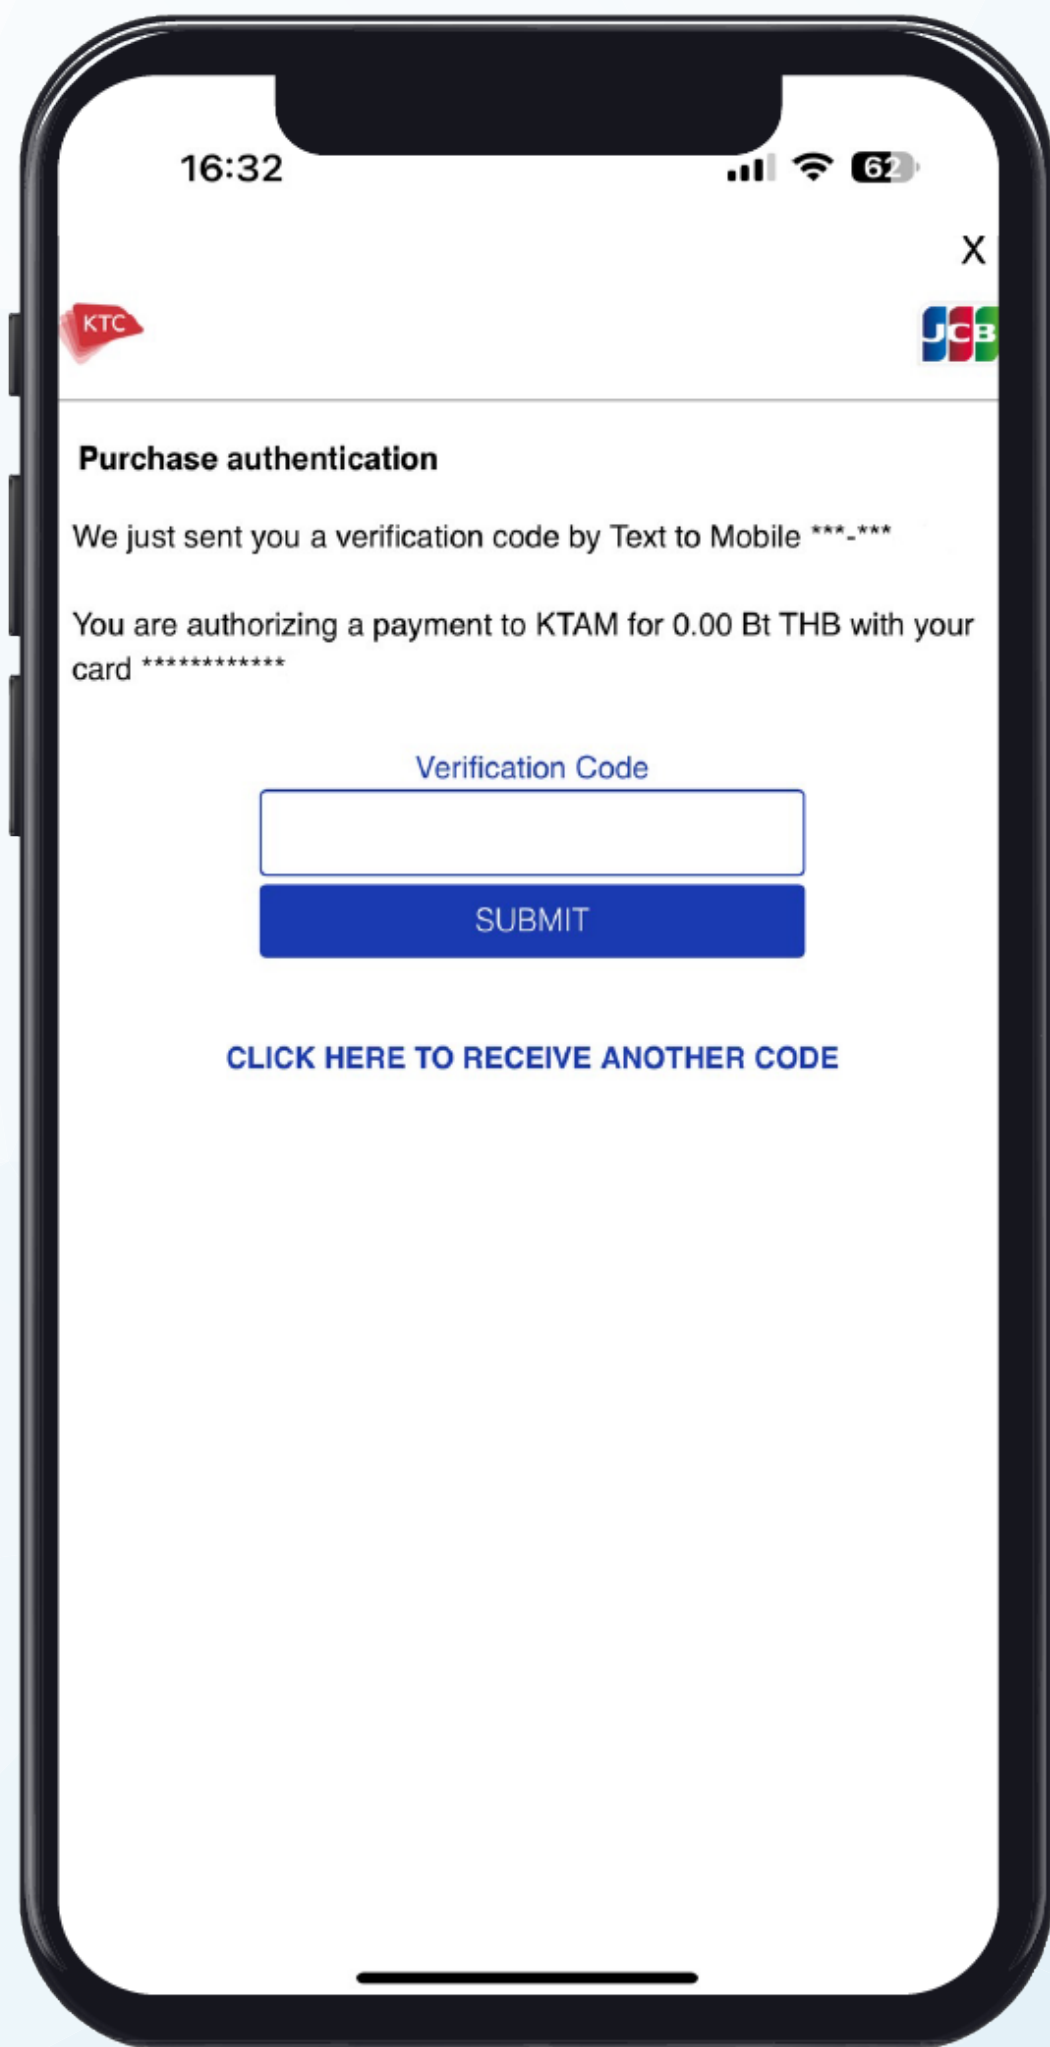 16:32
62
X
KTC
JCB
Purchase authentication
We just sent you a verification code by Text to Mobile ***-***
You are authorizing a payment to KTAM for 0.00 Bt THB with your
card ************
Verification Code
SUBMIT
CLICK HERE TO RECEIVE ANOTHER CODE